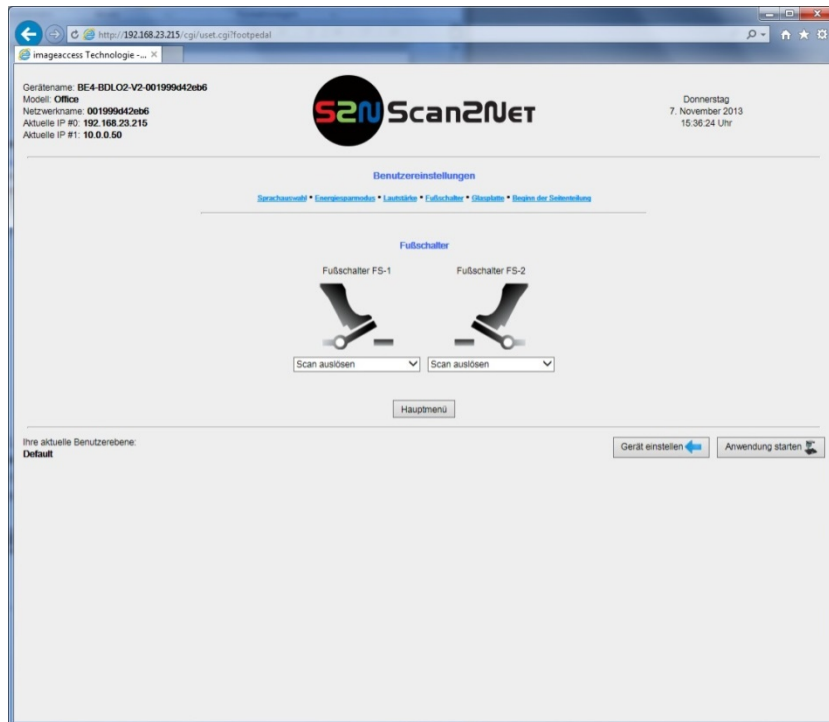 http://192.168.23.215/cgi/uset.cgi?footpedal
imageaccess Technologie -...
Gerätename: BE4-BDLO2-V2-001999d42eb6
Modell: Office
Netzwerkname: 001999d42eb6
Aktuelle IP #0: 192.168.23.215
Aktuelle IP #1: 10.0.0.50
S2N Scan2Net
Donnerstag
7. November 2013
15:36:24 Uhr
Benutzereinstellungen
Sprachauswahl * Energiesparmodus * Lautstärke * Fußschalter * Glasplatte * Beginn der Seitenteilung
Fußschalter
Fußschalter FS-1 Fußschalter FS-2
Scan auslösen Scan auslösen
Hauptmenü
Ihre aktuelle Benutzerebene:
Default
Gerät einstellen Anwendung starten